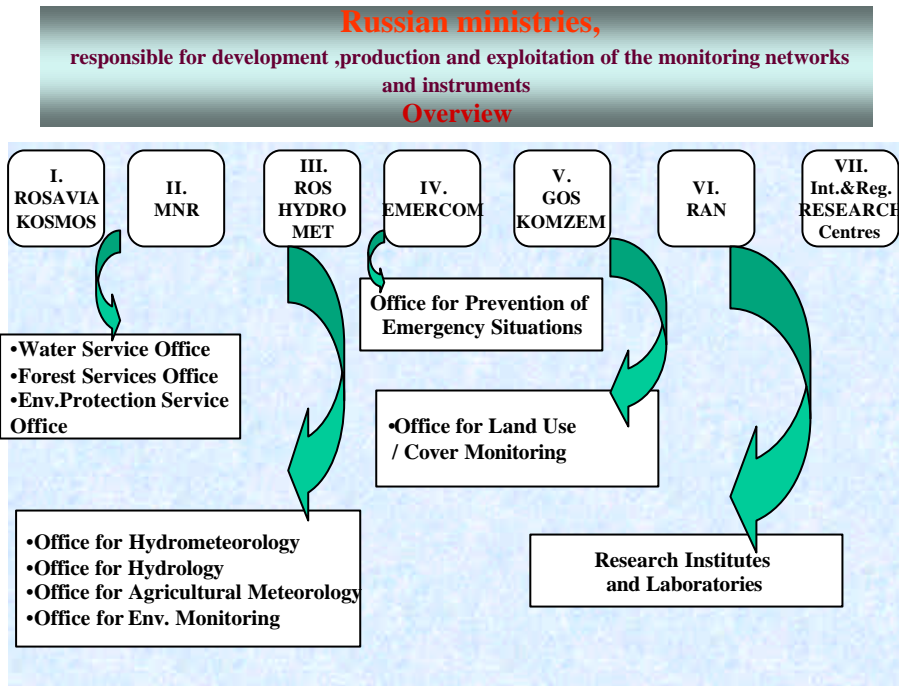 Russian ministries,
responsible for development ,production and exploitation of the monitoring networks
and instruments
Overview
I.
ROSAVIA
KOSMOS
II.
MNR
III.
ROS
HYDRO
MET
IV.
EMERCOM
V.
GOS
KOMZEM
VI.
RAN
VII.
Int.&Reg.
RESEARCH
Centres
Office for Prevention of
Emergency Situations
•Water Service Office
•Forest Services Office
•Env.Protection Service
Office
•Office for Land Use
/ Cover Monitoring
•Office for Hydrometeorology
•Office for Hydrology
•Office for Agricultural Meteorology
•Office for Env. Monitoring
Research Institutes
and Laboratories